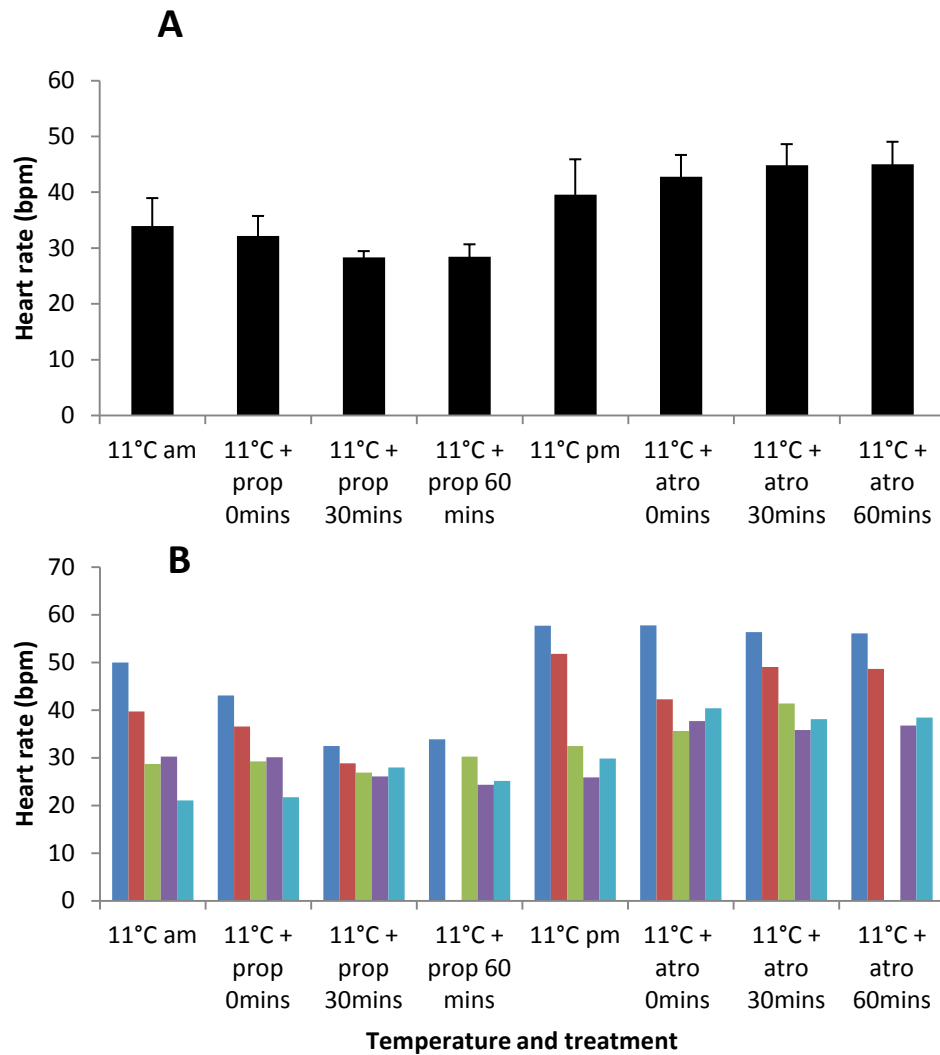 A
60
50
40
30
20
10
0
Heart rate (bpm)
11°C am
11°C +
prop
0mins
11°C +
prop
30mins
11°C +
prop 60
mins
11°C pm
11°C +
atro
0mins
11°C +
atro
30mins
11°C +
atro
60mins
B
70
60
50
40
30
20
10
0
Heart rate (bpm)
11°C am
11°C +
prop
0mins
11°C +
prop
30mins
11°C +
prop 60
mins
11°C pm
11°C +
atro
0mins
11°C +
atro
30mins
11°C +
atro
60mins
Temperature and treatment